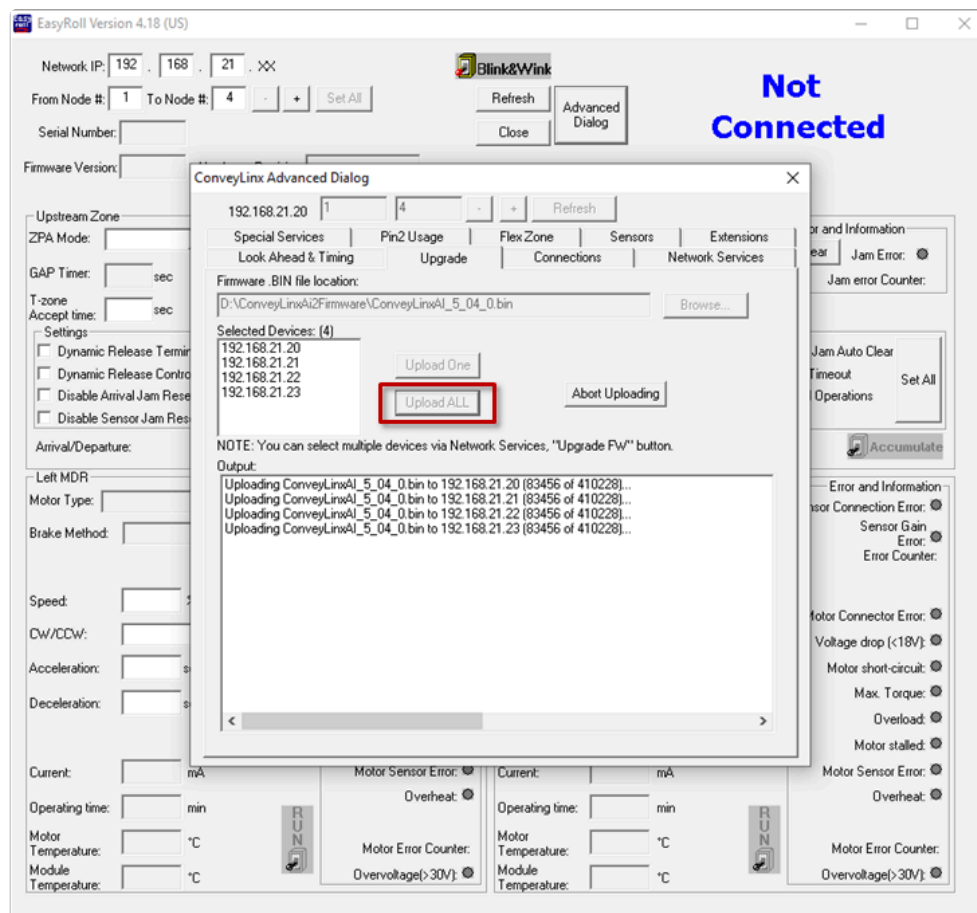 EasyRoll Version 4.18 (US)
Network IP: 192 . 168 . 21 . XX
Blink&Wink
From Node #: 1 To Node #: 4 - + Set All
Refresh
Advanced Dialog
Not Connected
Serial Number:
Close
Firmware Version:
ConveyLinx Advanced Dialog
192.168.21.20 1 4 - + Refresh
Special Services Pin2 Usage Flex Zone Sensors Extensions
Look Ahead & Timing Upgrade Connections Network Services
Firmware .BIN file location:
D:\ConveyLinxAi2Firmware\ConveyLinxAI_5_04_0.bin Browse...
Selected Devices: (4)
192.168.21.20
192.168.21.21
192.168.21.22
192.168.21.23
Upload One
Upload ALL
Abort Uploading
NOTE: You can select multiple devices via Network Services, "Upgrade FW" button.
Output:
Uploading ConveyLinxAI_5_04_0.bin to 192.168.21.20 (83456 of 410228)...
Uploading ConveyLinxAI_5_04_0.bin to 192.168.21.21 (83456 of 410228)...
Uploading ConveyLinxAI_5_04_0.bin to 192.168.21.22 (83456 of 410228)...
Uploading ConveyLinxAI_5_04_0.bin to 192.168.21.23 (83456 of 410228)...
Upstream Zone
ZPA Mode:
GAP Timer: sec
T-zone
Accept time: sec
Settings
Dynamic Release Termin
Dynamic Release Contro
Disable Arrival Jam Rese
Disable Sensor Jam Res
Arrival/Departure:
or and Information
ear Jam Error:
Jam error Counter:
Jam Auto Clear
Timeout
Operations
Set All
Accumulate
Left MDR
Motor Type:
Brake Method:
Speed:
CW/CCW:
Acceleration:
Deceleration:
Error and Information
nsor Connection Error:
Sensor Gain
Error:
Error Counter:
Motor Connector Error:
Voltage drop (<18V):
Motor short-circuit:
Max. Torque:
Overload:
Motor stalled:
Current: mA Motor Sensor Error: Current: mA Motor Sensor Error:
Overheat: Overheat:
Operating time: min RUN Operating time: min RUN
Motor
Temperature: °C Motor Error Counter: Motor
Temperature: °C Motor Error Counter:
Module
Temperature: °C Overvoltage(>30V): Module
Temperature: °C Overvoltage(>30V):